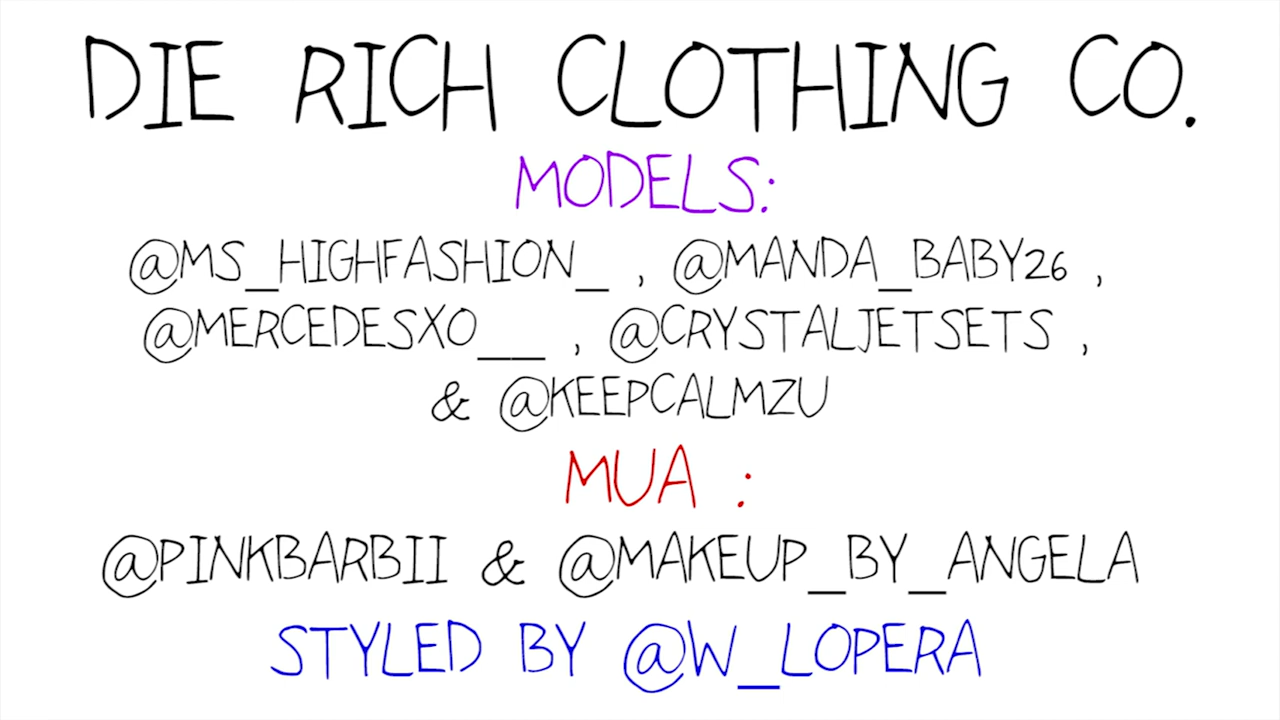 DIE RICH CLOTHING CO.
MODELS:
@MS_HIGHFASHION_ , @MANDA_BABY26 ,
@MERCEDESXO__ , @CRYSTALJETSETS ,
& @KEEPCALMZU
MUA :
@PINKBARBII & @MAKEUP_BY_ANGELA
STYLED BY @W_LOPERA